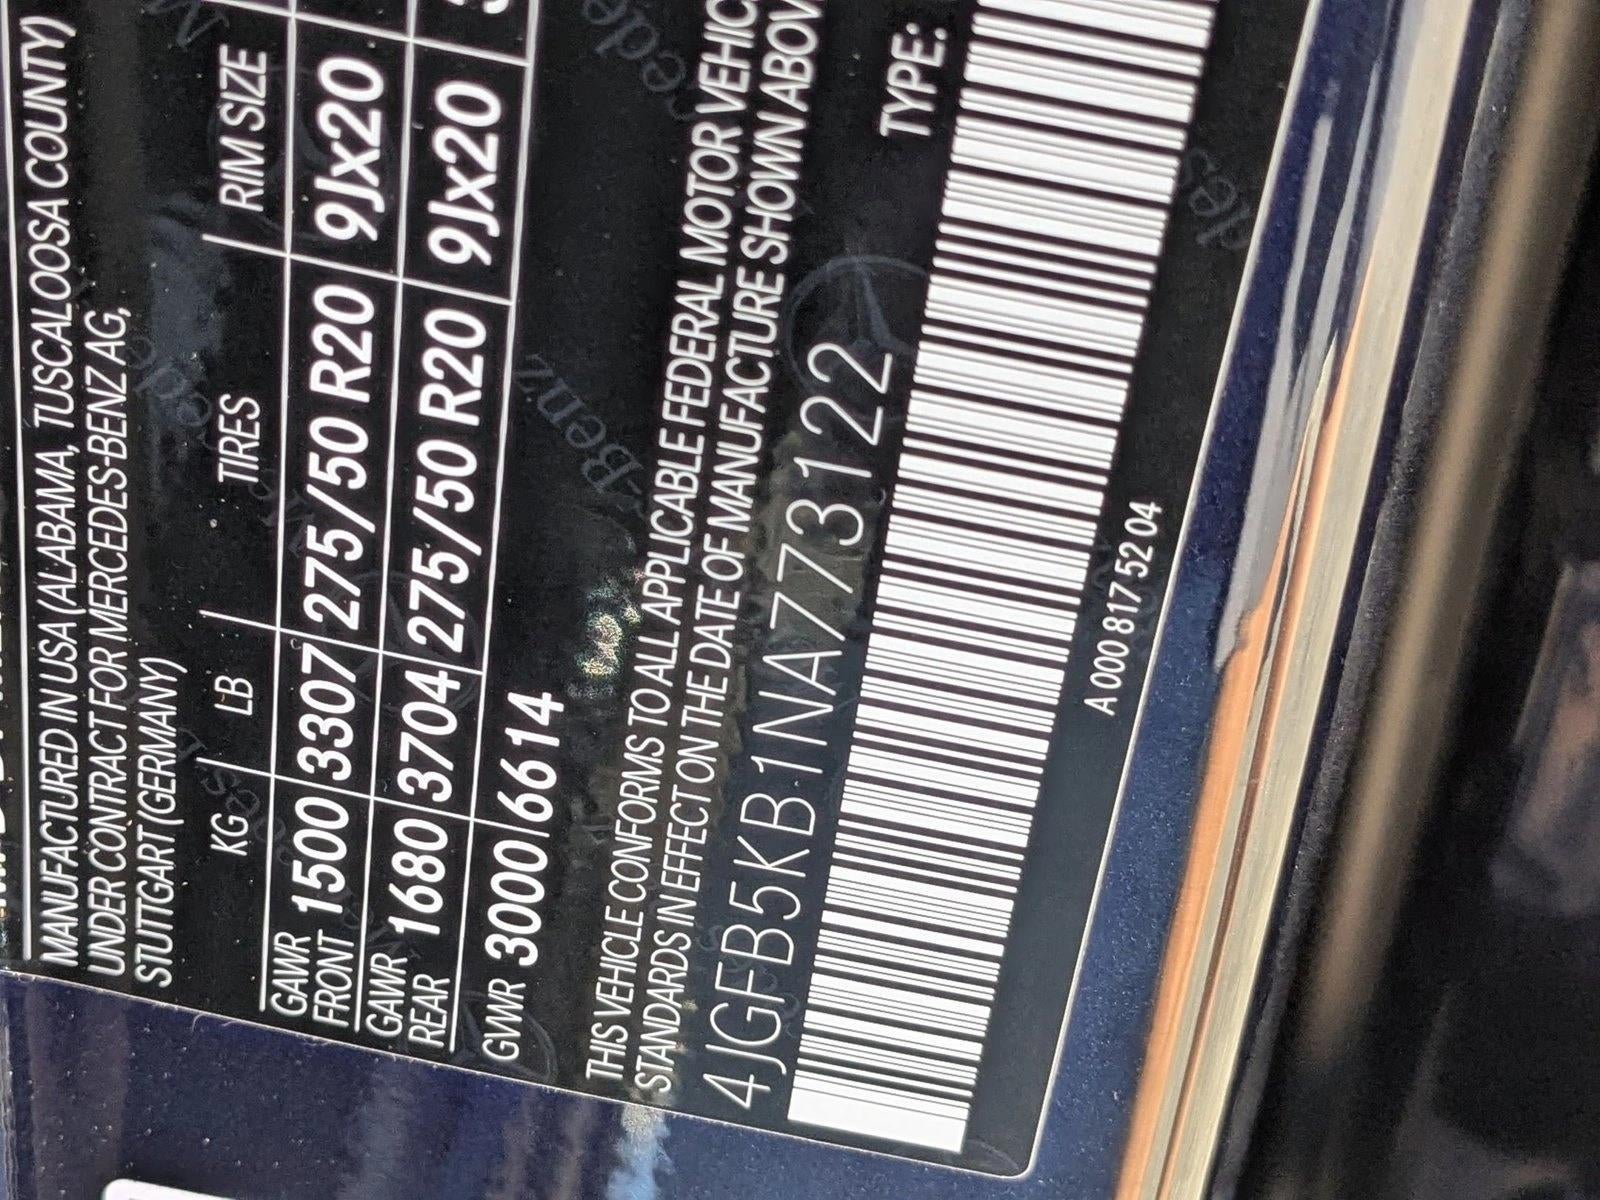 MANUFACTURED IN USA (ALABAMA, TUSCALOOSA COUNTY)
UNDER CONTRACT FOR MERCEDES-BENZ AG,
STUTTGART (GERMANY)
KG LB TIRES RIM SIZE
GAWR FRONT 1500 3307 275/50 R20 9Jx20
GAWR REAR 1680 3704 275/50 R20 9Jx20
GVWR 3000 6614
THIS VEHICLE CONFORMS TO ALL APPLICABLE FEDERAL MOTOR
STANDARDS IN EFFECT ON THE DATE OF MANUFACTURE SHOWN
4JGFB5KB1NA773122 TYPE:
A 000 817 52 04